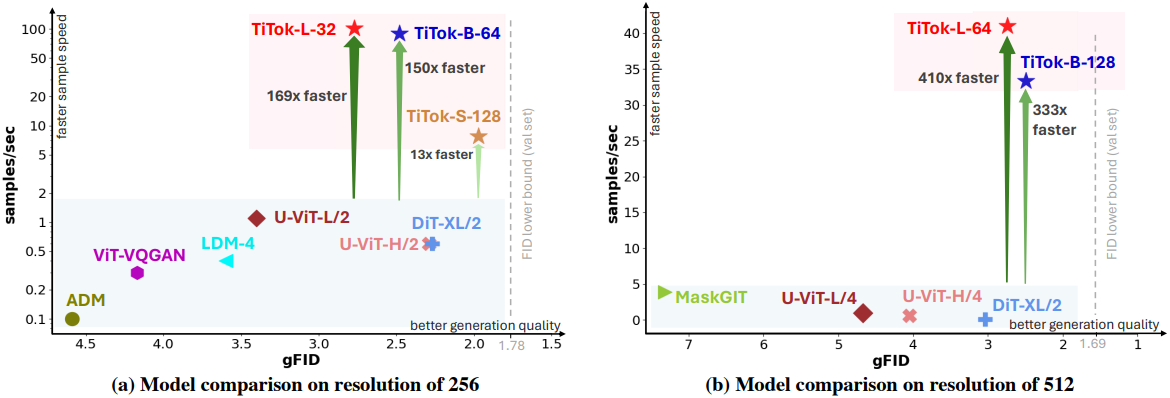 faster sample speed
samples/sec
100
50
20
10
5
2
1
0.5
0.2
0.1
TiTok-L-32
TiTok-B-64
150x faster
169x faster
TiTok-S-128
13x faster
U-ViT-L/2
DiT-XL/2
LDM-4
U-ViT-H/2
ViT-VQGAN
ADM
FID lower bound (val set)
better generation quality
4.5 4.0 3.5 3.0 2.5 2.0 1.78 1.5
gFID
(a) Model comparison on resolution of 256
faster sample speed
samples/sec
40
35
30
25
20
15
10
5
0
TiTok-L-64
TiTok-B-128
410x faster
333x
faster
FID lower bound (val set)
MaskGIT
U-ViT-L/4
U-ViT-H/4
DiT-XL/2
better generation quality
7 6 5 4 3 2 1.69 1
gFID
(b) Model comparison on resolution of 512